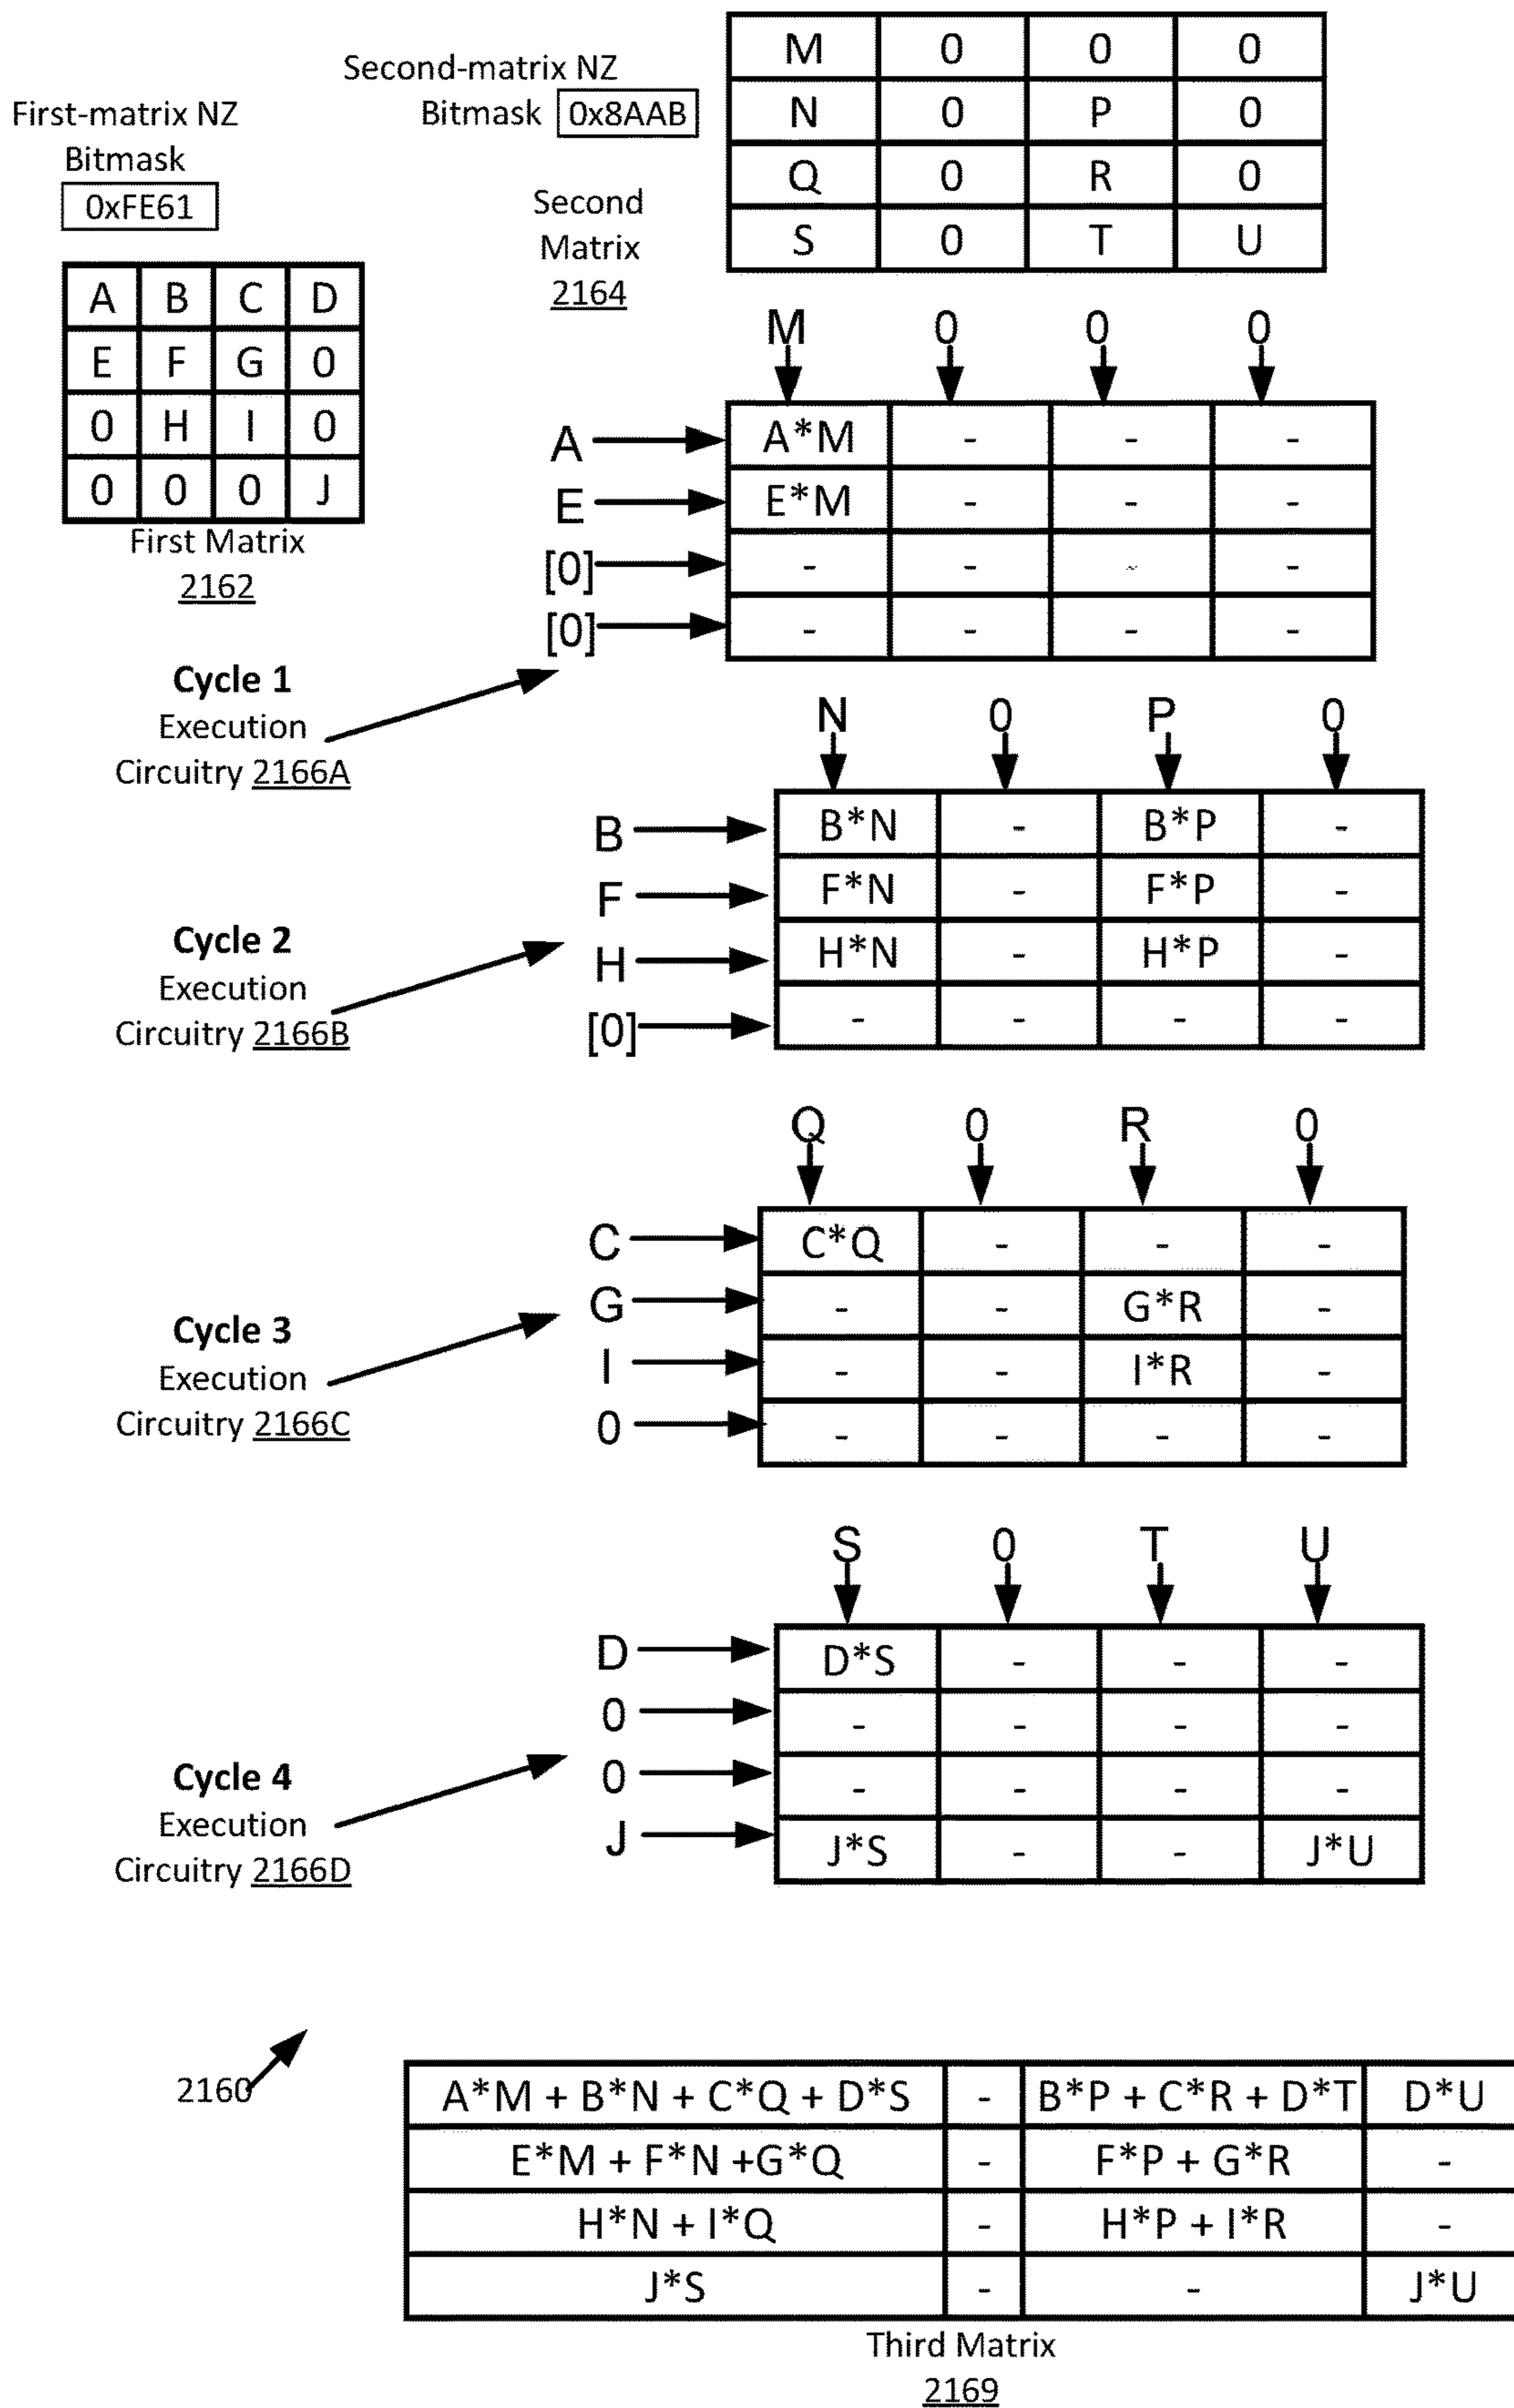 First-matrix NZ
Bitmask
0xFE61
Second-matrix NZ
Bitmask 0x8AAB
Second
Matrix
2164
M 0 0 0
N 0 P 0
Q 0 R 0
S 0 T U
A B C D
E F G 0
0 H I 0
0 0 0 J
First Matrix
2162
M 0 0 0
A A*M - - -
E E*M - - -
[0] - - - -
[0] - - - -
Cycle 1
Execution
Circuitry 2166A
N 0 P 0
B B*N - B*P -
F F*N - F*P -
H H*N - H*P -
[0] - - - -
Cycle 2
Execution
Circuitry 2166B
Q 0 R 0
C C*Q - - -
G - - G*R -
I - - I*R -
0 - - - -
Cycle 3
Execution
Circuitry 2166C
S 0 T U
D D*S - - -
0 - - - -
0 - - - -
J J*S - - J*U
Cycle 4
Execution
Circuitry 2166D
2160
A*M + B*N + C*Q + D*S - B*P + C*R + D*T D*U
E*M + F*N +G*Q - F*P + G*R -
H*N + I*Q - H*P + I*R -
J*S - - J*U
Third Matrix
2169